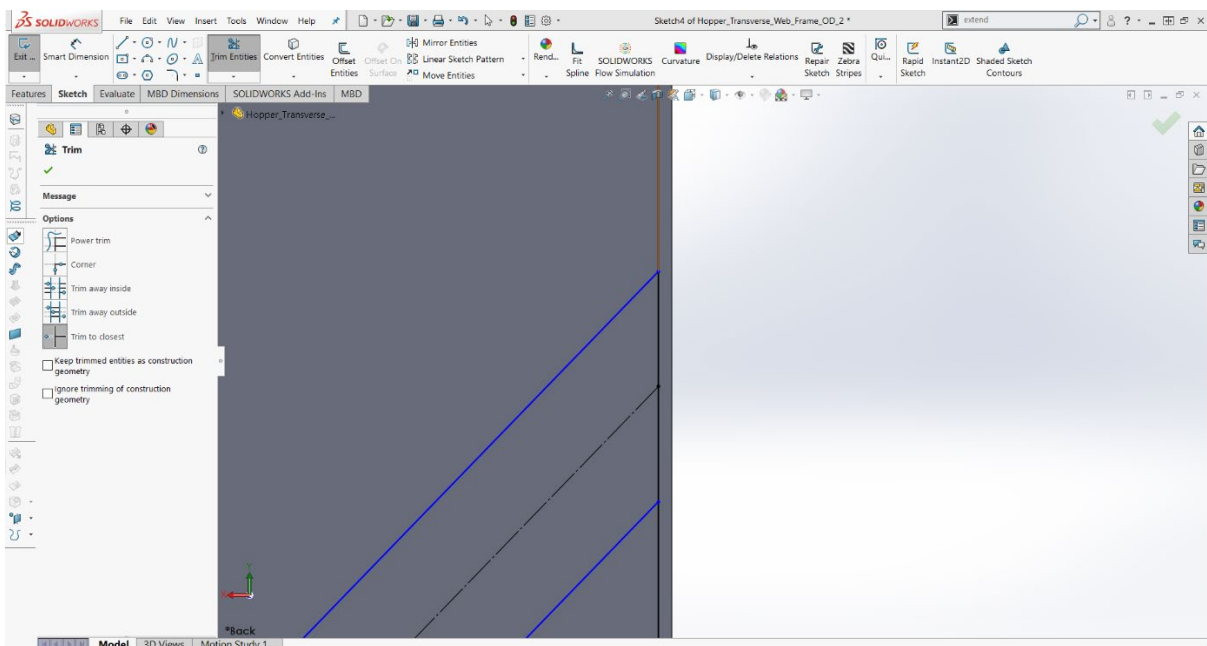 SOLIDWORKS File Edit View Insert Tools Window Help Sketch4 of Hopper_Transverse_Web_Frame_OD_2 * extend
Exit ... Smart Dimension Trim Entities Convert Entities Offset Entities Offset On Surface Mirror Entities Linear Sketch Pattern Move Entities Rend... Fit Spline SOLIDWORKS Flow Simulation Curvature Display/Delete Relations Repair Sketch Zebra Stripes Qui... Rapid Sketch Instant2D Shaded Sketch Contours
Features Sketch Evaluate MBD Dimensions SOLIDWORKS Add-Ins MBD
Hopper_Transverse_...
Trim
Message
Options
Power trim
Corner
Trim away inside
Trim away outside
Trim to closest
Keep trimmed entities as construction
geometry
Ignore trimming of construction
geometry
Y
X
*Back
Model 3D Views Motion Study 1